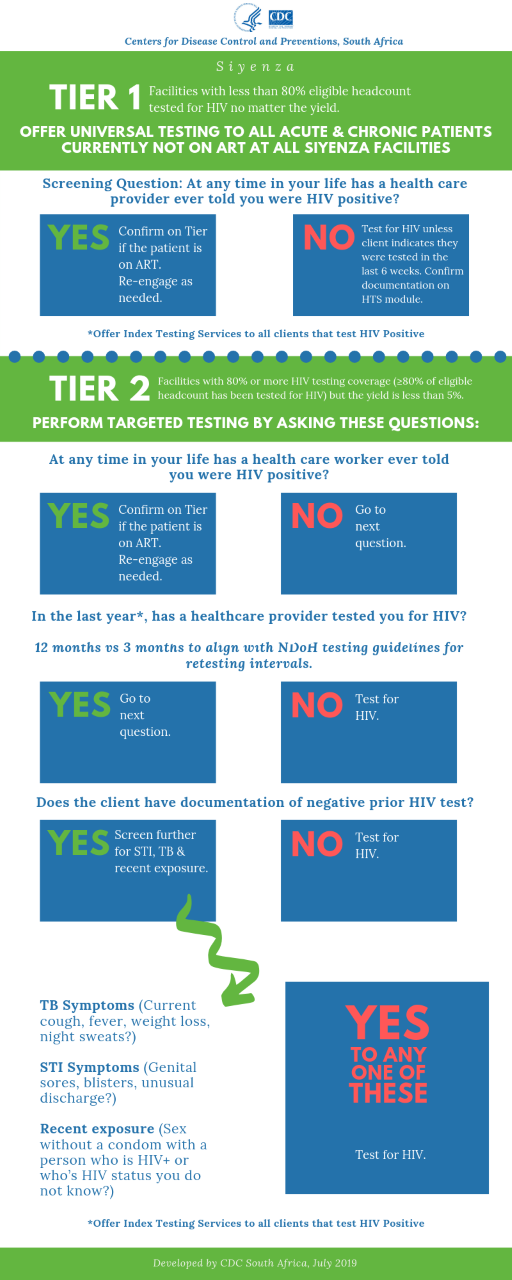 CDC
Centers for Disease Control and Preventions, South Africa
Siyenza
TIER 1
Facilities with less than 80% eligible headcount
tested for HIV no matter the yield.
OFFER UNIVERSAL TESTING TO ALL ACUTE & CHRONIC PATIENTS
CURRENTLY NOT ON ART AT ALL SIYENZA FACILITIES
Screening Question: At any time in your life has a health care
provider ever told you were HIV positive?
YES
Confirm on Tier
if the patient is
on ART.
Re-engage as
needed.
NO
Test for HIV unless
client indicates they
were tested in the
last 6 weeks. Confirm
documentation on
HTS module.
*Offer Index Testing Services to all clients that test HIV Positive
TIER 2
Facilities with 80% or more HIV testing coverage (≥80% of eligible
headcount has been tested for HIV) but the yield is less than 5%.
PERFORM TARGETED TESTING BY ASKING THESE QUESTIONS:
At any time in your life has a health care worker ever told
you were HIV positive?
YES
Confirm on Tier
if the patient is
on ART.
Re-engage as
needed.
NO
Go to
next
question.
In the last year*, has a healthcare provider tested you for HIV?
12 months vs 3 months to align with NDoH testing guidelines for
retesting intervals.
YES
Go to
next
question.
NO
Test for
HIV.
Does the client have documentation of negative prior HIV test?
YES
Screen further
for STI, TB &
recent exposure.
NO
Test for
HIV.
TB Symptoms (Current
cough, fever, weight loss,
night sweats?)
STI Symptoms (Genital
sores, blisters, unusual
discharge?)
Recent exposure (Sex
without a condom with a
person who is HIV+ or
who's HIV status you do
not know?)
YES
TO ANY
ONE OF
THESE
Test for HIV.
*Offer Index Testing Services to all clients that test HIV Positive
Developed by CDC South Africa, July 2019